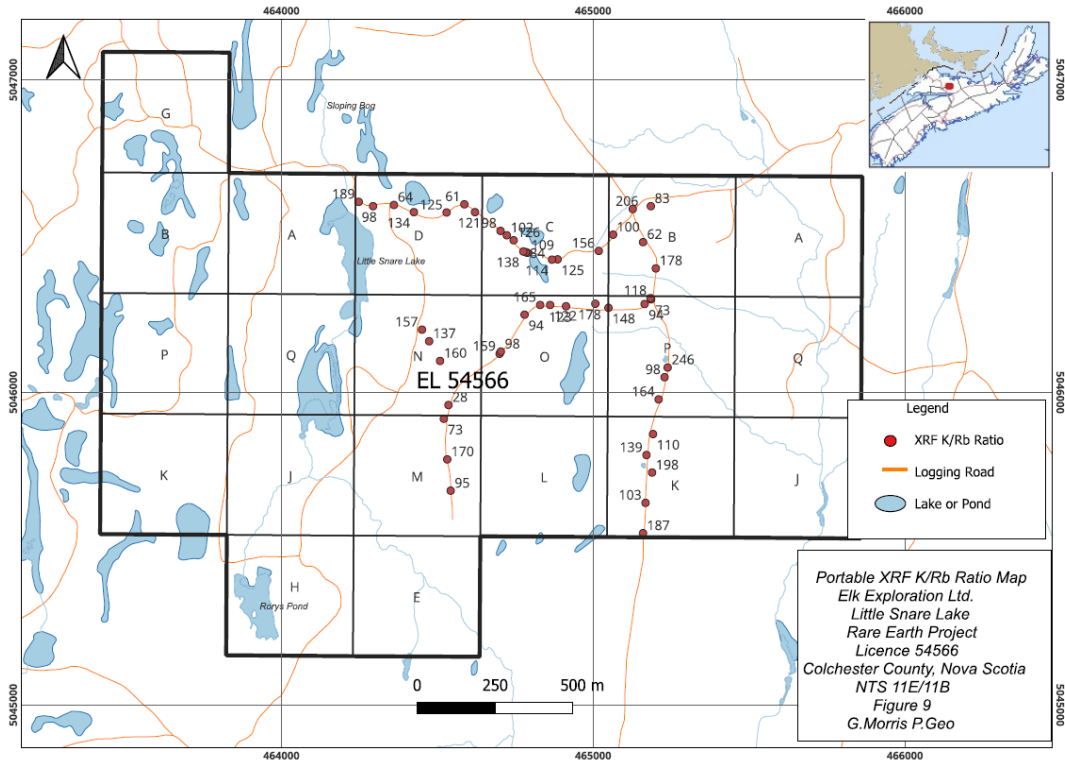 464000
465000
466000
5047000
5047000
G
Sloping Bog
189
98
64
134
125
61
121
98
206
83
B
A
D
C
100
62
B
A
138
109
114
125
156
178
Little Snare Lake
165
118
73
94
94
178
148
157
137
160
159
98
P
Q
N
O
P
Q
246
98
164
EL 54566
5046000
28
73
170
95
110
139
198
103
187
K
J
M
L
K
J
Legend
XRF K/Rb Ratio
Logging Road
Lake or Pond
H
E
Rorys Pond
Portable XRF K/Rb Ratio Map
Elk Exploration Ltd.
Little Snare Lake
Rare Earth Project
Licence 54566
Colchester County, Nova Scotia
NTS 11E/11B
Figure 9
G.Morris P.Geo
0 250 500 m
5045000
5045000
464000
465000
466000